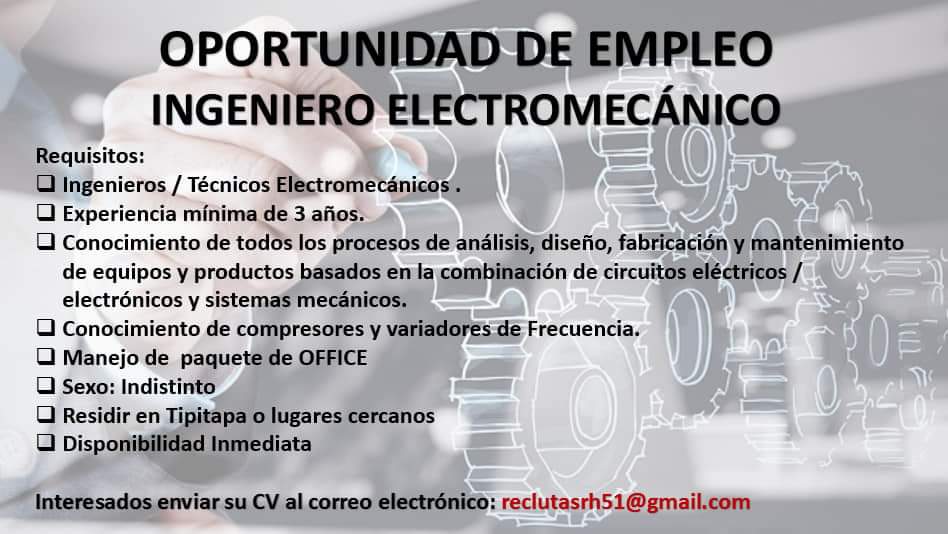 OPORTUNIDAD DE EMPLEO
INGENIERO ELECTROMECÁNICO
Requisitos:
❑ Ingenieros / Técnicos Electromecánicos .
❑ Experiencia mínima de 3 años.
❑ Conocimiento de todos los procesos de análisis, diseño, fabricación y mantenimiento
de equipos y productos basados en la combinación de circuitos eléctricos /
electrónicos y sistemas mecánicos.
❑ Conocimiento de compresores y variadores de Frecuencia.
❑ Manejo de  paquete de OFFICE
❑ Sexo: Indistinto
❑ Residir en Tipitapa o lugares cercanos
❑ Disponibilidad Inmediata
Interesados enviar su CV al correo electrónico: reclutasrh51@gmail.com